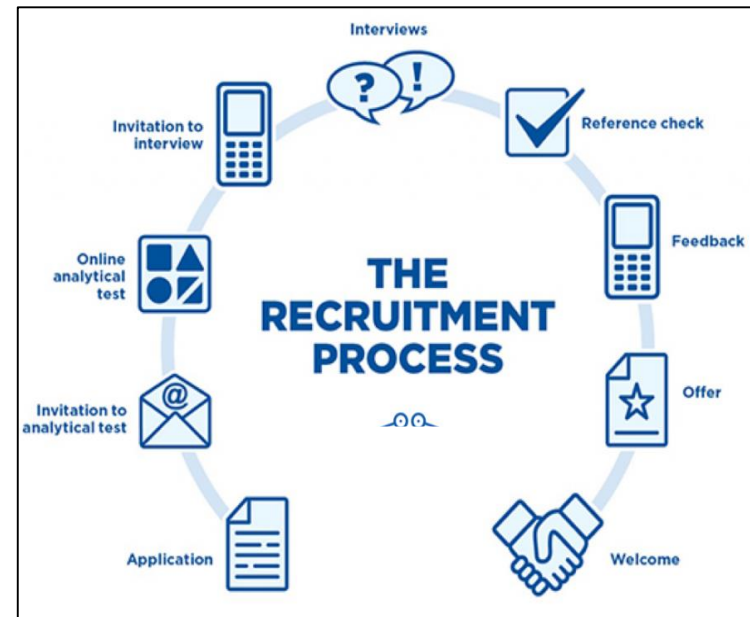 Interviews
Invitation to
interview
Reference check
Online
analytical
test
Feedback
THE
RECRUITMENT
PROCESS
Invitation to
analytical test
@
Offer
Application
Welcome
?
!